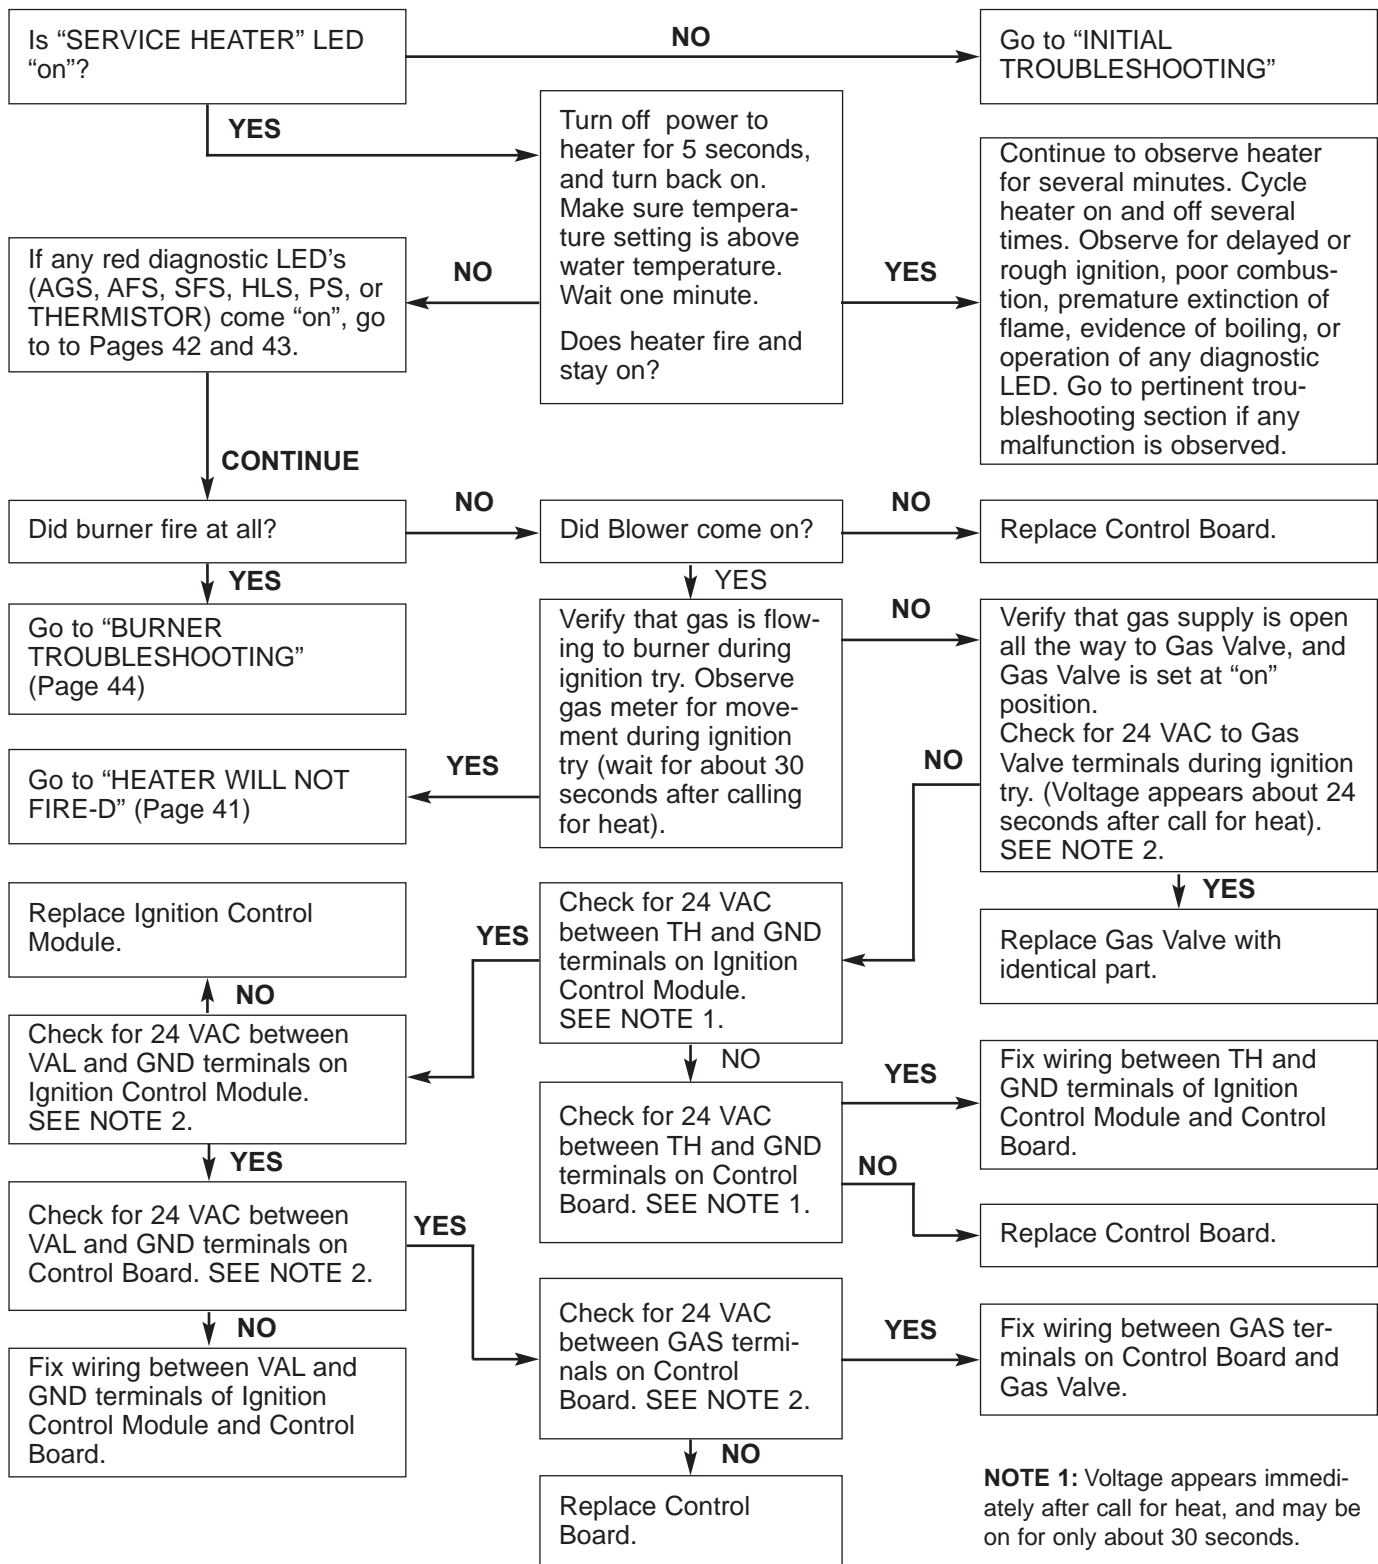 Is “SERVICE HEATER” LED
“on”?
NO
Go to “INITIAL
TROUBLESHOOTING”
YES
Turn off  power to
heater for 5 seconds,
and turn back on.
Make sure tempera-
ture setting is above
water temperature.
Wait one minute.
Does heater fire and
stay on?
YES
Continue to observe heater
for several minutes. Cycle
heater on and off several
times. Observe for delayed or
rough ignition, poor combus-
tion, premature extinction of
flame, evidence of boiling, or
operation of any diagnostic
LED. Go to pertinent trou-
bleshooting section if any
malfunction is observed.
NO
If any red diagnostic LED’s
(AGS, AFS, SFS, HLS, PS, or
THERMISTOR) come “on”, go
to to Pages 42 and 43.
CONTINUE
Did burner fire at all?
NO
Did Blower come on?
NO
Replace Control Board.
YES
Go to “BURNER
TROUBLESHOOTING”
(Page 44)
YES
Verify that gas is flow-
ing to burner during
ignition try. Observe
gas meter for move-
ment during ignition
try (wait for about 30
seconds after calling
for heat).
NO
Verify that gas supply is open
all the way to Gas Valve, and
Gas Valve is set at “on”
position.
Check for 24 VAC to Gas
Valve terminals during ignition
try. (Voltage appears about 24
seconds after call for heat).
SEE NOTE 2.
YES
Go to “HEATER WILL NOT
FIRE-D” (Page 41)
NO
YES
Replace Gas Valve with
identical part.
Check for 24 VAC
between TH and GND
terminals on Ignition
Control Module.
SEE NOTE 1.
YES
Replace Ignition Control
Module.
NO
Check for 24 VAC between
VAL and GND terminals on
Ignition Control Module.
SEE NOTE 2.
NO
Check for 24 VAC
between TH and GND
terminals on Control
Board. SEE NOTE 1.
YES
Fix wiring between TH and
GND terminals of Ignition
Control Module and Control
Board.
NO
Replace Control Board.
YES
Check for 24 VAC between
VAL and GND terminals on
Control Board. SEE NOTE 2.
YES
Check for 24 VAC
between GAS termi-
nals on Control
Board. SEE NOTE 2.
YES
Fix wiring between GAS ter-
minals on Control Board and
Gas Valve.
NO
Fix wiring between VAL and
GND terminals of Ignition
Control Module and Control
Board.
NO
Replace Control
Board.
NOTE 1: Voltage appears immedi-
ately after call for heat, and may be
on for only about 30 seconds.